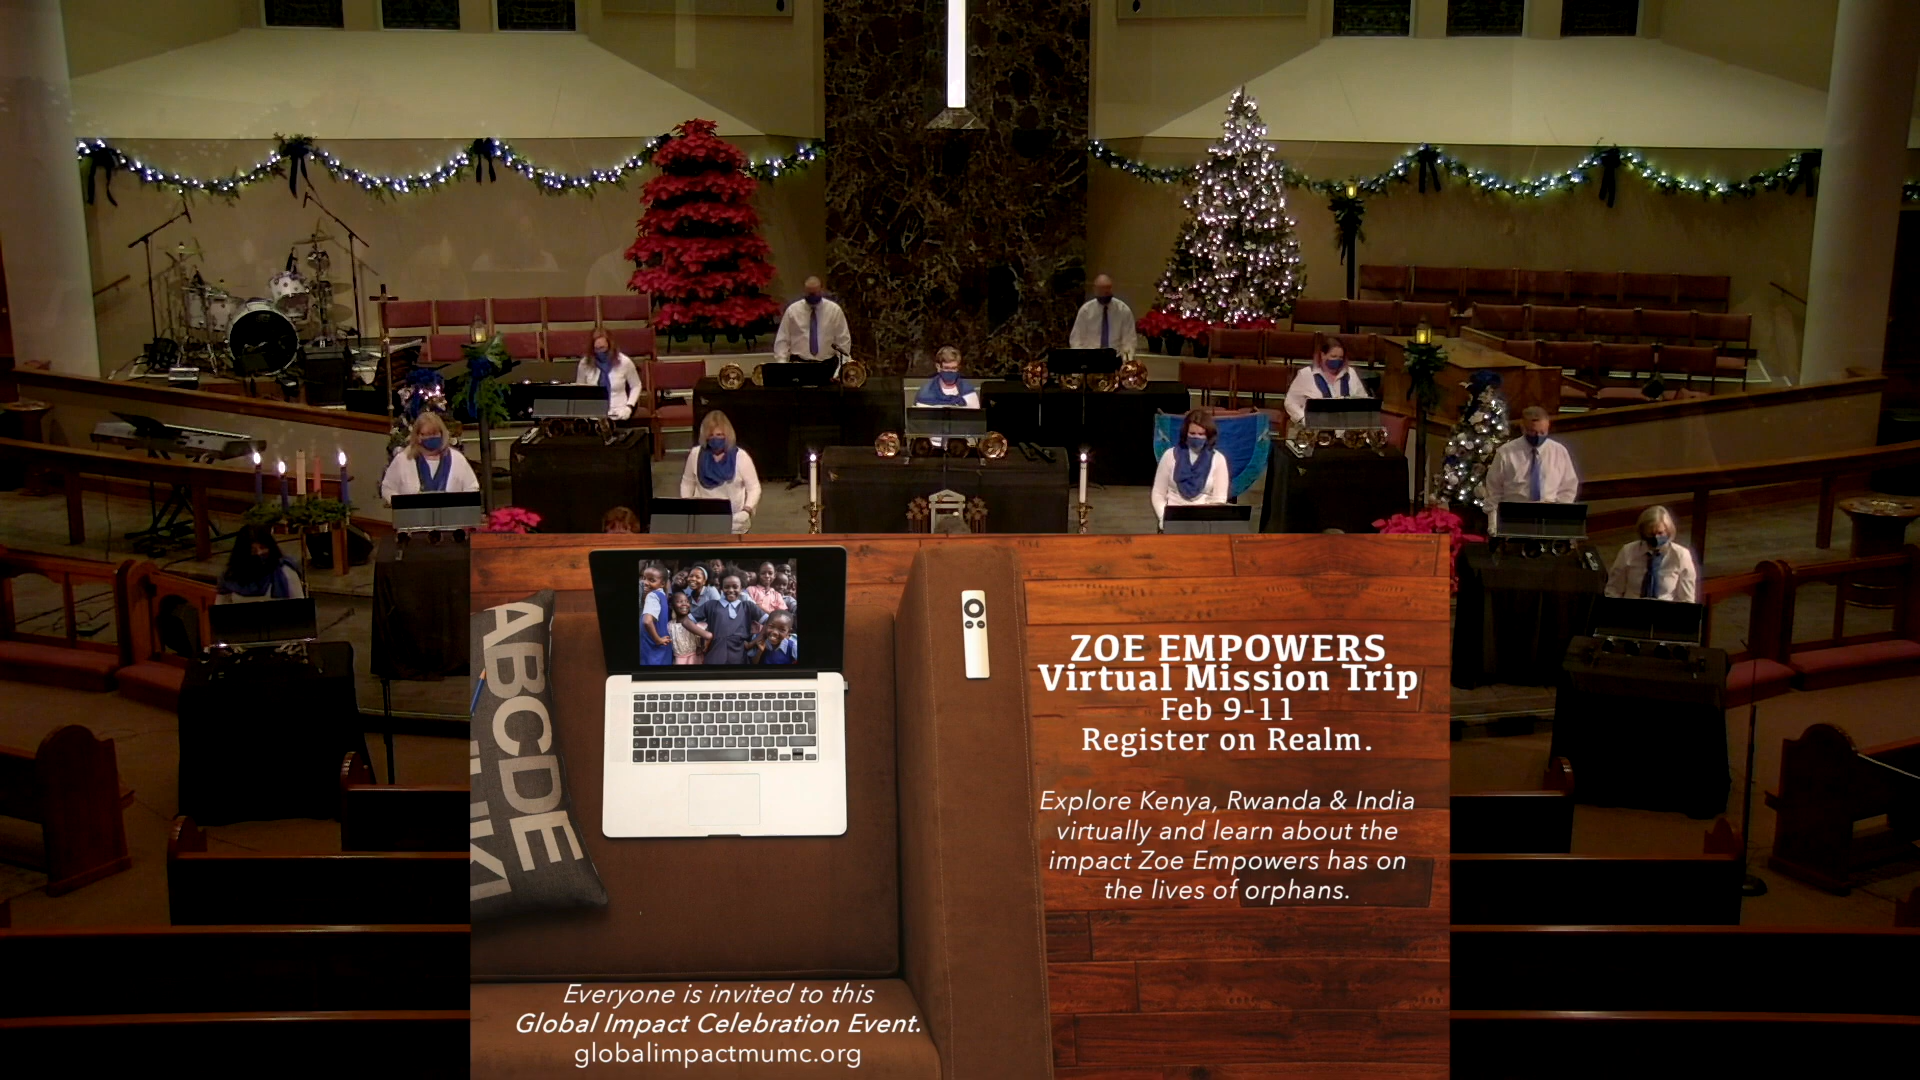 ABCDE
ZOE EMPOWERS
Virtual Mission Trip
Feb 9-11
Register on Realm.
Explore Kenya, Rwanda & India
virtually and learn about the
impact Zoe Empowers has on
the lives of orphans.
Everyone is invited to this
Global Impact Celebration Event.
globalimpactmumc.org